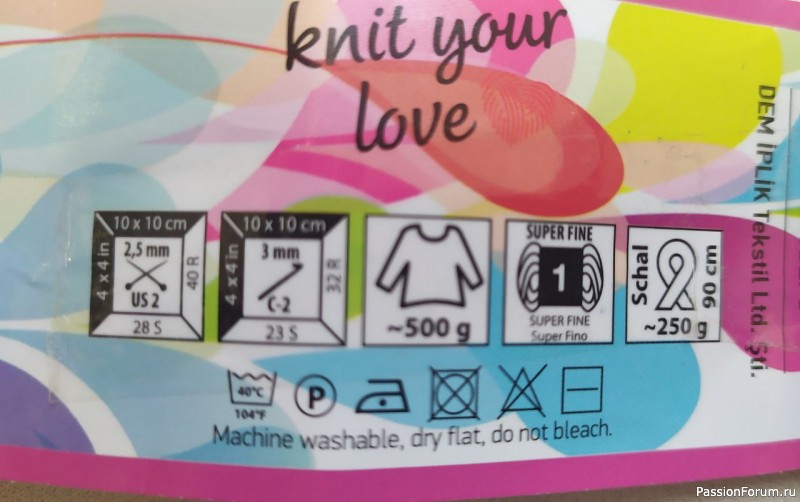 knit your
love
DEM İPLİK Tekstil Ltd. Şti.
10 x 10 cm
4 x 4 in
2,5 mm
US 2
40 R
28 S
10 x 10 cm
4 x 4 in
3 mm
C-2
32 R
23 S
~500 g
SUPER FINE
1
SUPER FINE
Super Fino
Schal
90 cm
~250 g
40°C
104°F
P
Machine washable, dry flat, do not bleach.
PassionForum.ru